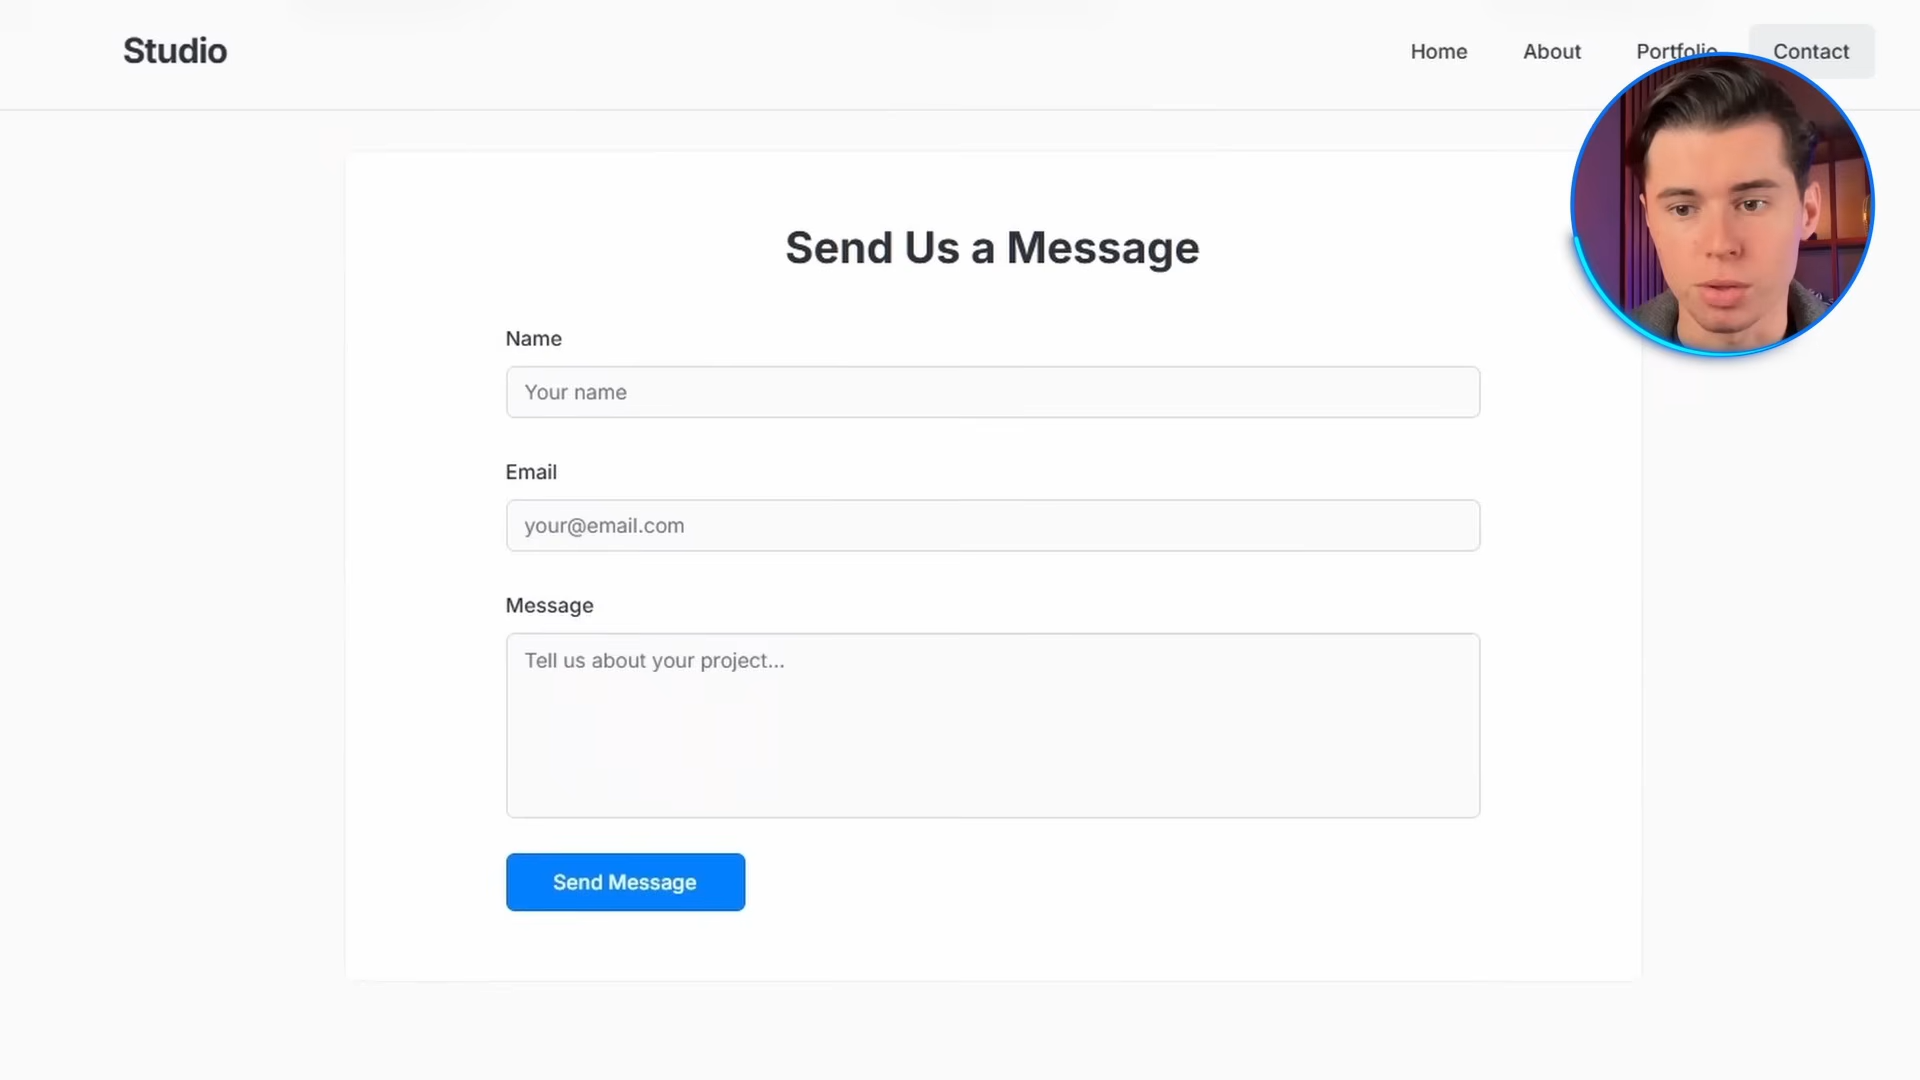 Studio
Home About Portfolio Contact
Send Us a Message
Name
Your name
Email
your@email.com
Message
Tell us about your project...
Send Message